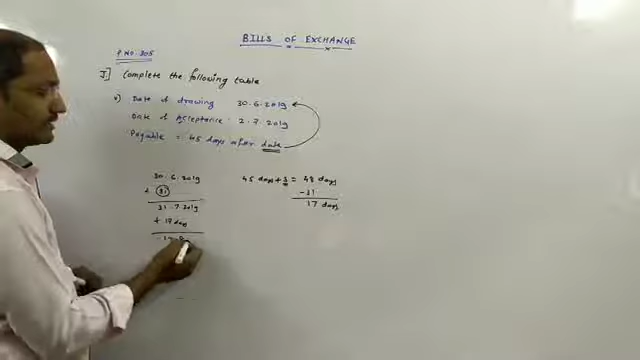 BILLS OF EXCHANGE
P.NO. 305
J] Complete the following table
Date of drawing 30.6.2019
Date of Acceptance : 2.7.2019
Payable = 45 days after date
30.6.2019
+ 31
31.7.2019
+ 17 days
45 days + 3 = 48 days
- 31
17 days